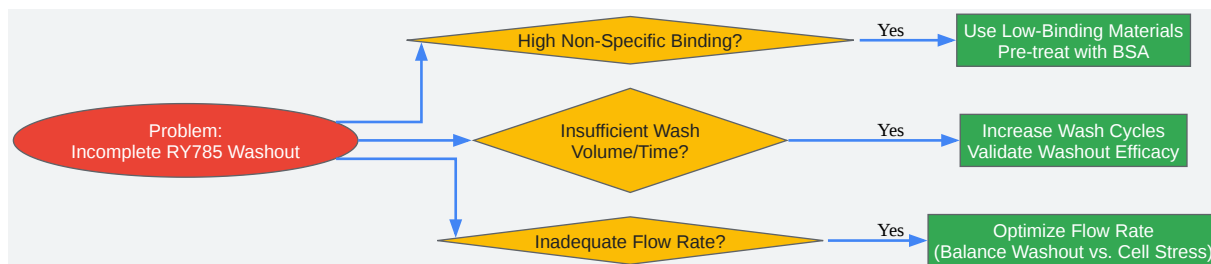 High Non-Specific Binding?
Yes
Use Low-Binding Materials
Pre-treat with BSA
Problem:
Incomplete RY785 Washout
Insufficient Wash
Volume/Time?
Yes
Increase Wash Cycles
Validate Washout Efficacy
Inadequate Flow Rate?
Yes
Optimize Flow Rate
(Balance Washout vs. Cell Stress)